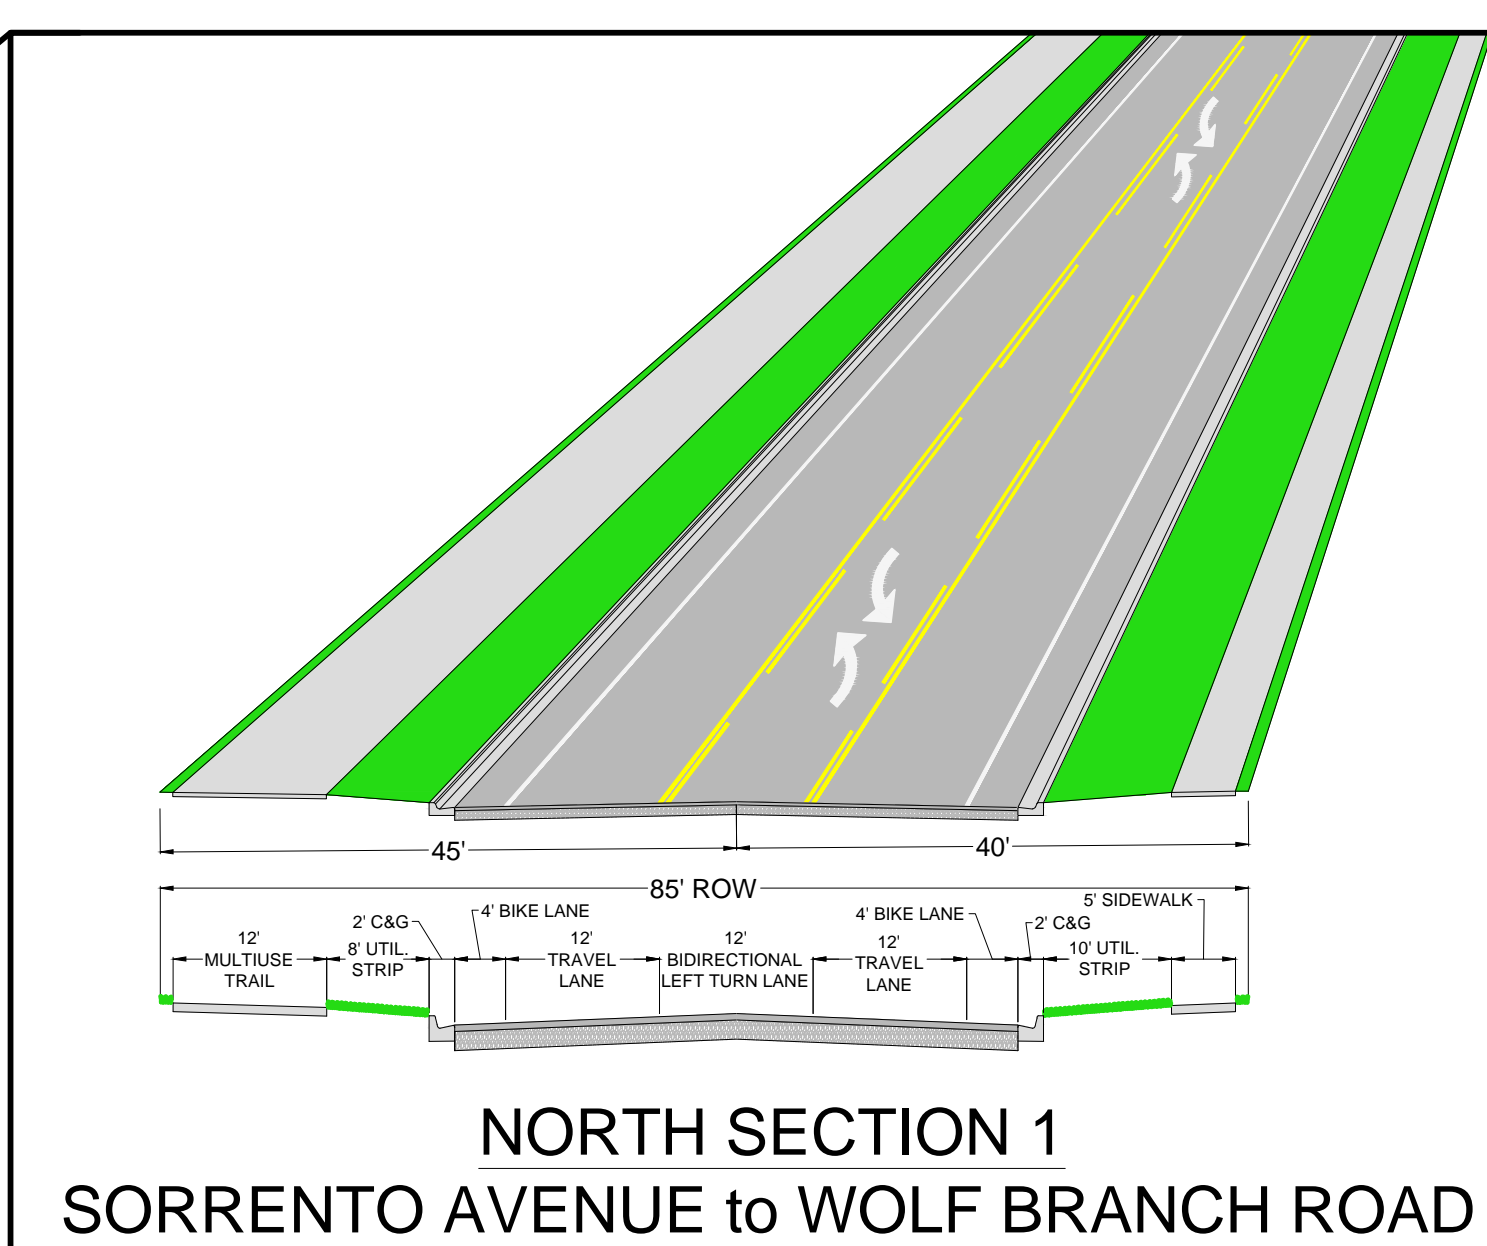 45'
40'
85' ROW
12'
MULTIUSE
TRAIL
2' C&G
8' UTIL.
STRIP
4' BIKE LANE
12'
TRAVEL
LANE
12'
BIDIRECTIONAL
LEFT TURN LANE
4' BIKE LANE
12'
TRAVEL
LANE
2' C&G
10' UTIL.
STRIP
5' SIDEWALK
NORTH SECTION 1
SORRENTO AVENUE to WOLF BRANCH ROAD